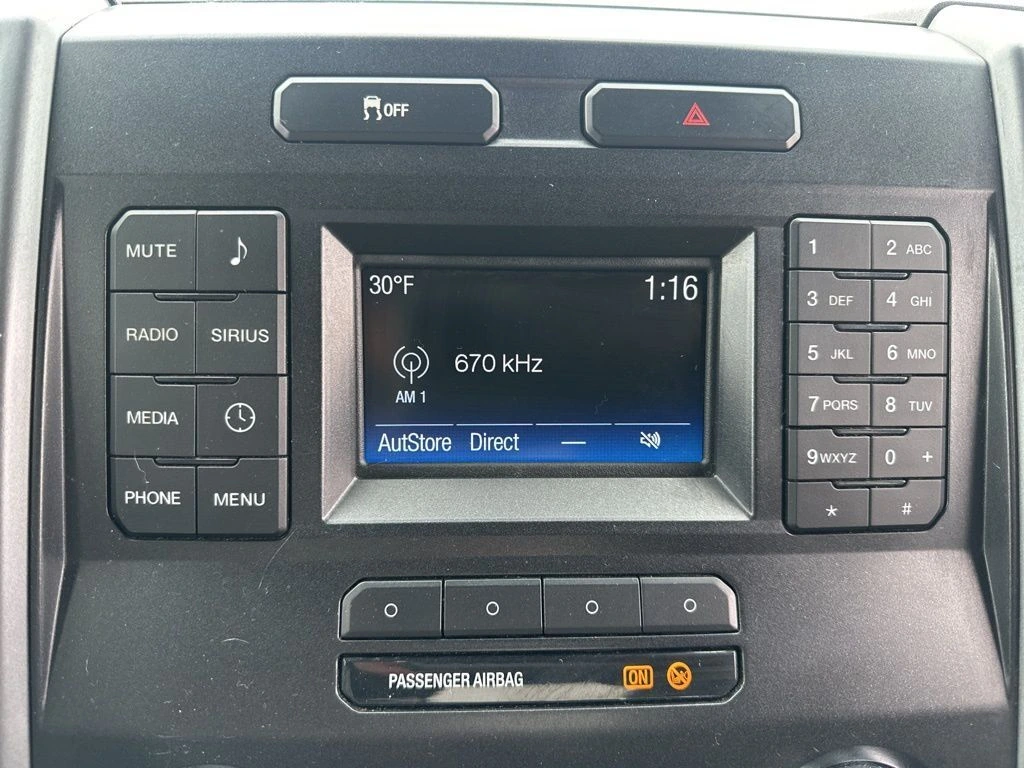 OFF
MUTE
RADIO SIRIUS
MEDIA
PHONE MENU
30°F 1:16
670 kHz
AM 1
AutStore Direct —
1 2 ABC
3 DEF 4 GHI
5 JKL 6 MNO
7 PQRS 8 TUV
9 WXYZ 0 +
* #
PASSENGER AIRBAG ON